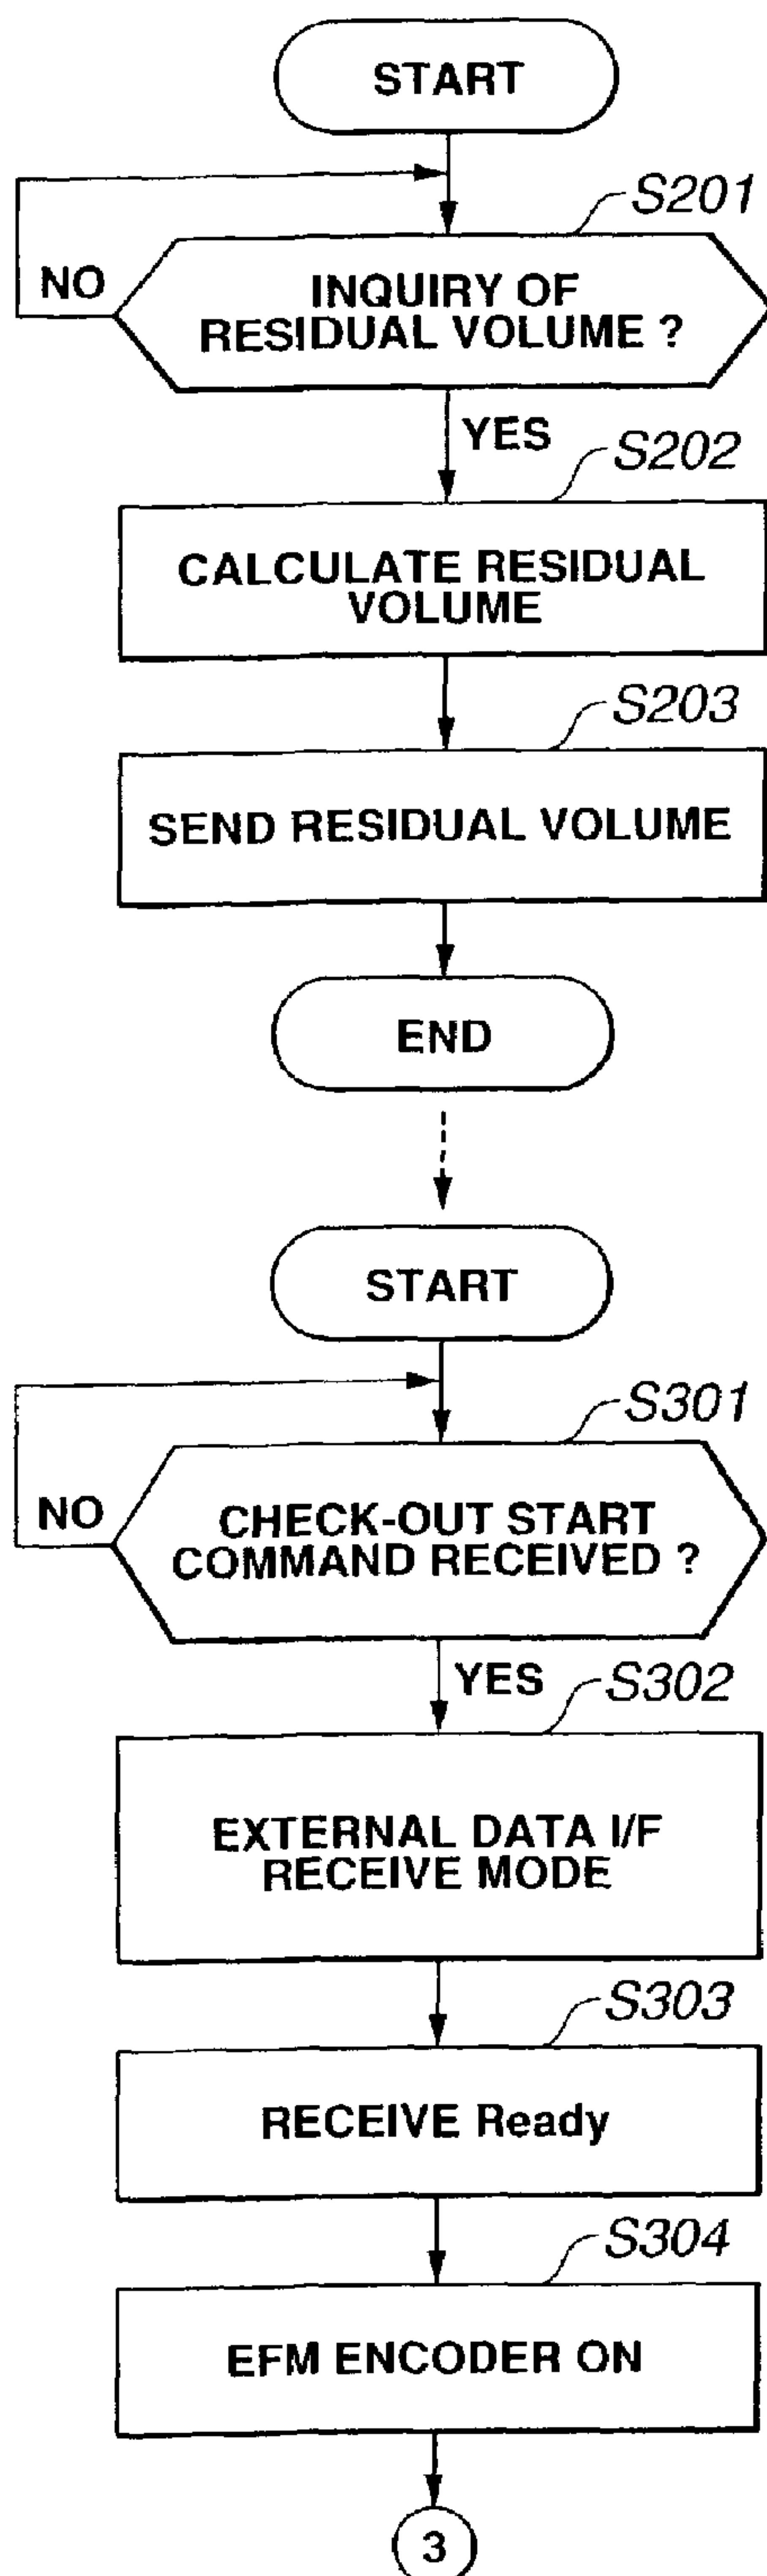 START
S201
NO
INQUIRY OF
RESIDUAL VOLUME ?
YES
S202
CALCULATE RESIDUAL
VOLUME
S203
SEND RESIDUAL VOLUME
END
START
S301
NO
CHECK-OUT START
COMMAND RECEIVED ?
YES
S302
EXTERNAL DATA I/F
RECEIVE MODE
S303
RECEIVE Ready
S304
EFM ENCODER ON
3